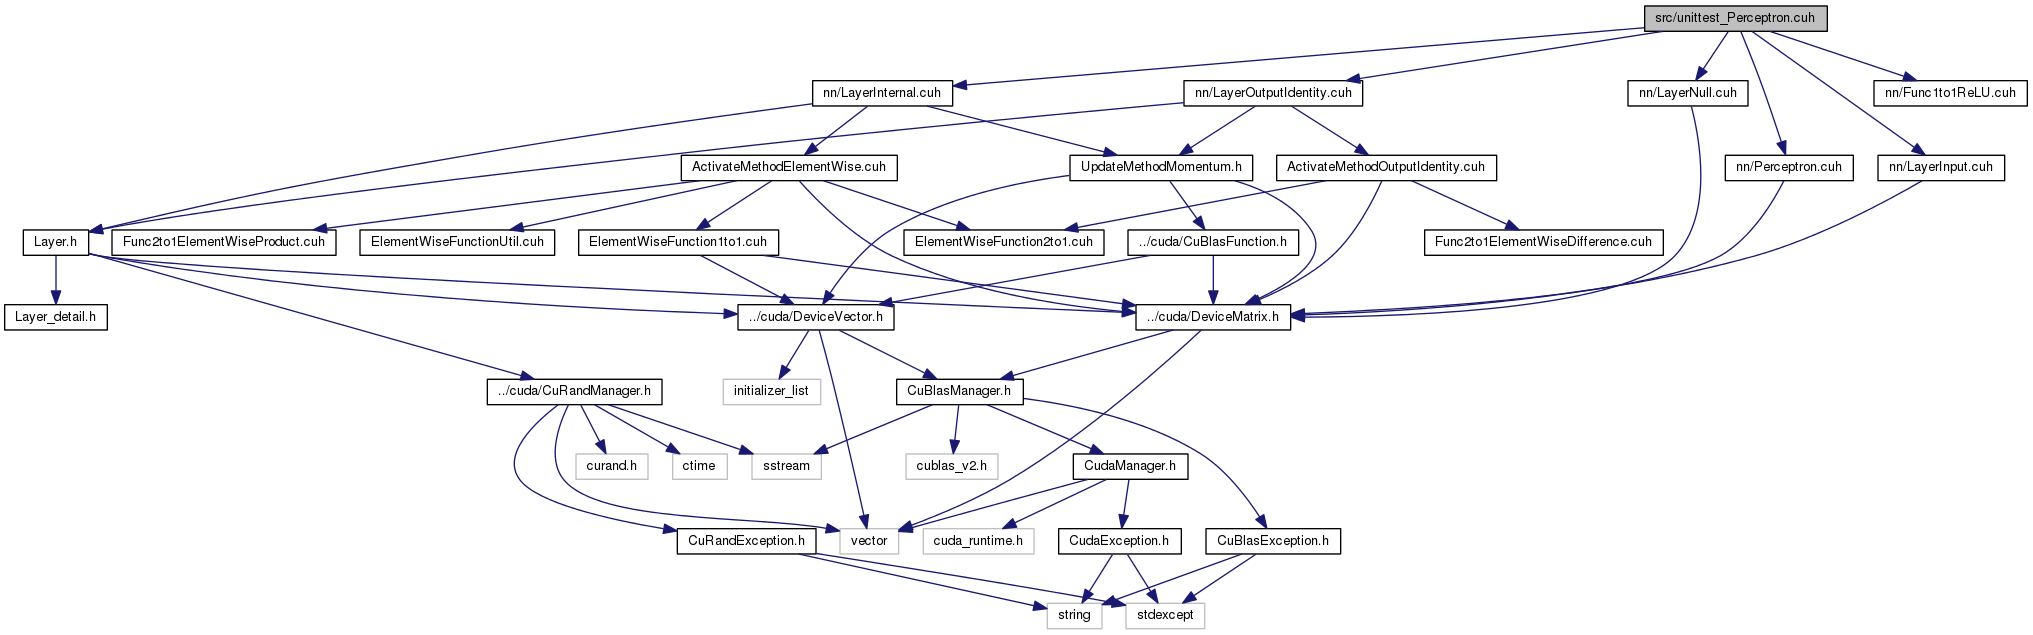 src/unittest_Perceptron.cuh
nn/LayerInternal.cuh
nn/LayerOutputIdentity.cuh
nn/LayerNull.cuh
nn/Func1to1ReLU.cuh
ActivateMethodElementWise.cuh
UpdateMethodMomentum.h
ActivateMethodOutputIdentity.cuh
nn/Perceptron.cuh
nn/LayerInput.cuh
Layer.h
Func2to1ElementWiseProduct.cuh
ElementWiseFunctionUtil.cuh
ElementWiseFunction1to1.cuh
ElementWiseFunction2to1.cuh
../cuda/CuBlasFunction.h
Func2to1ElementWiseDifference.cuh
Layer_detail.h
../cuda/DeviceVector.h
../cuda/DeviceMatrix.h
../cuda/CuRandManager.h
initializer_list
CuBlasManager.h
curand.h
ctime
sstream
cublas_v2.h
CudaManager.h
CuRandException.h
vector
cuda_runtime.h
CudaException.h
CuBlasException.h
string
stdexcept